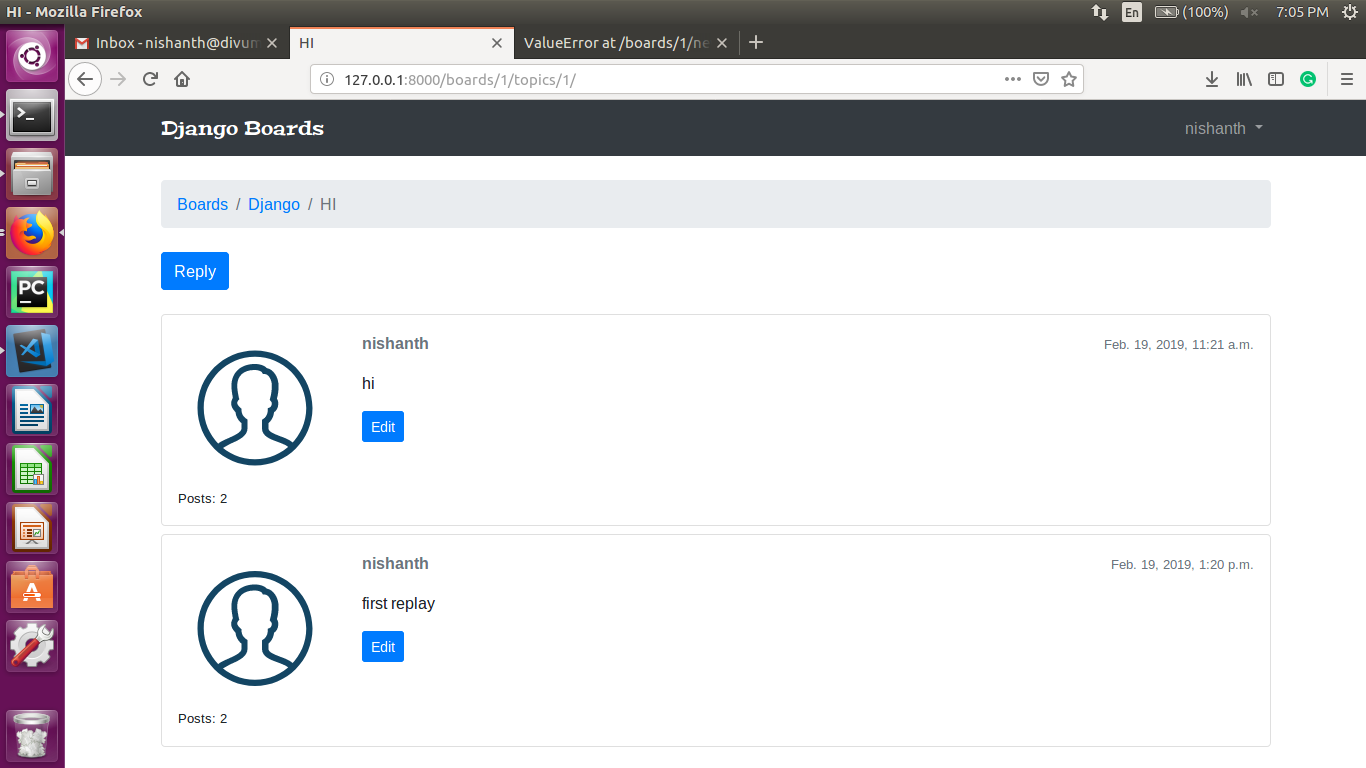 HI - Mozilla Firefox
En
(100%)
7:05 PM
Inbox - nishanth@divum
HI
ValueError at /boards/1/ne
127.0.0.1:8000/boards/1/topics/1/
Django Boards
nishanth
Boards / Django / HI
Reply
nishanth
Feb. 19, 2019, 11:21 a.m.
hi
Edit
Posts: 2
nishanth
Feb. 19, 2019, 1:20 p.m.
first replay
Edit
Posts: 2
PC